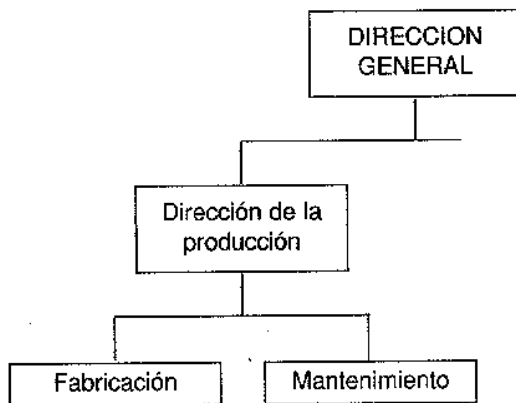 DIRECCION
GENERAL
Dirección de la
producción
Fabricación
Mantenimiento